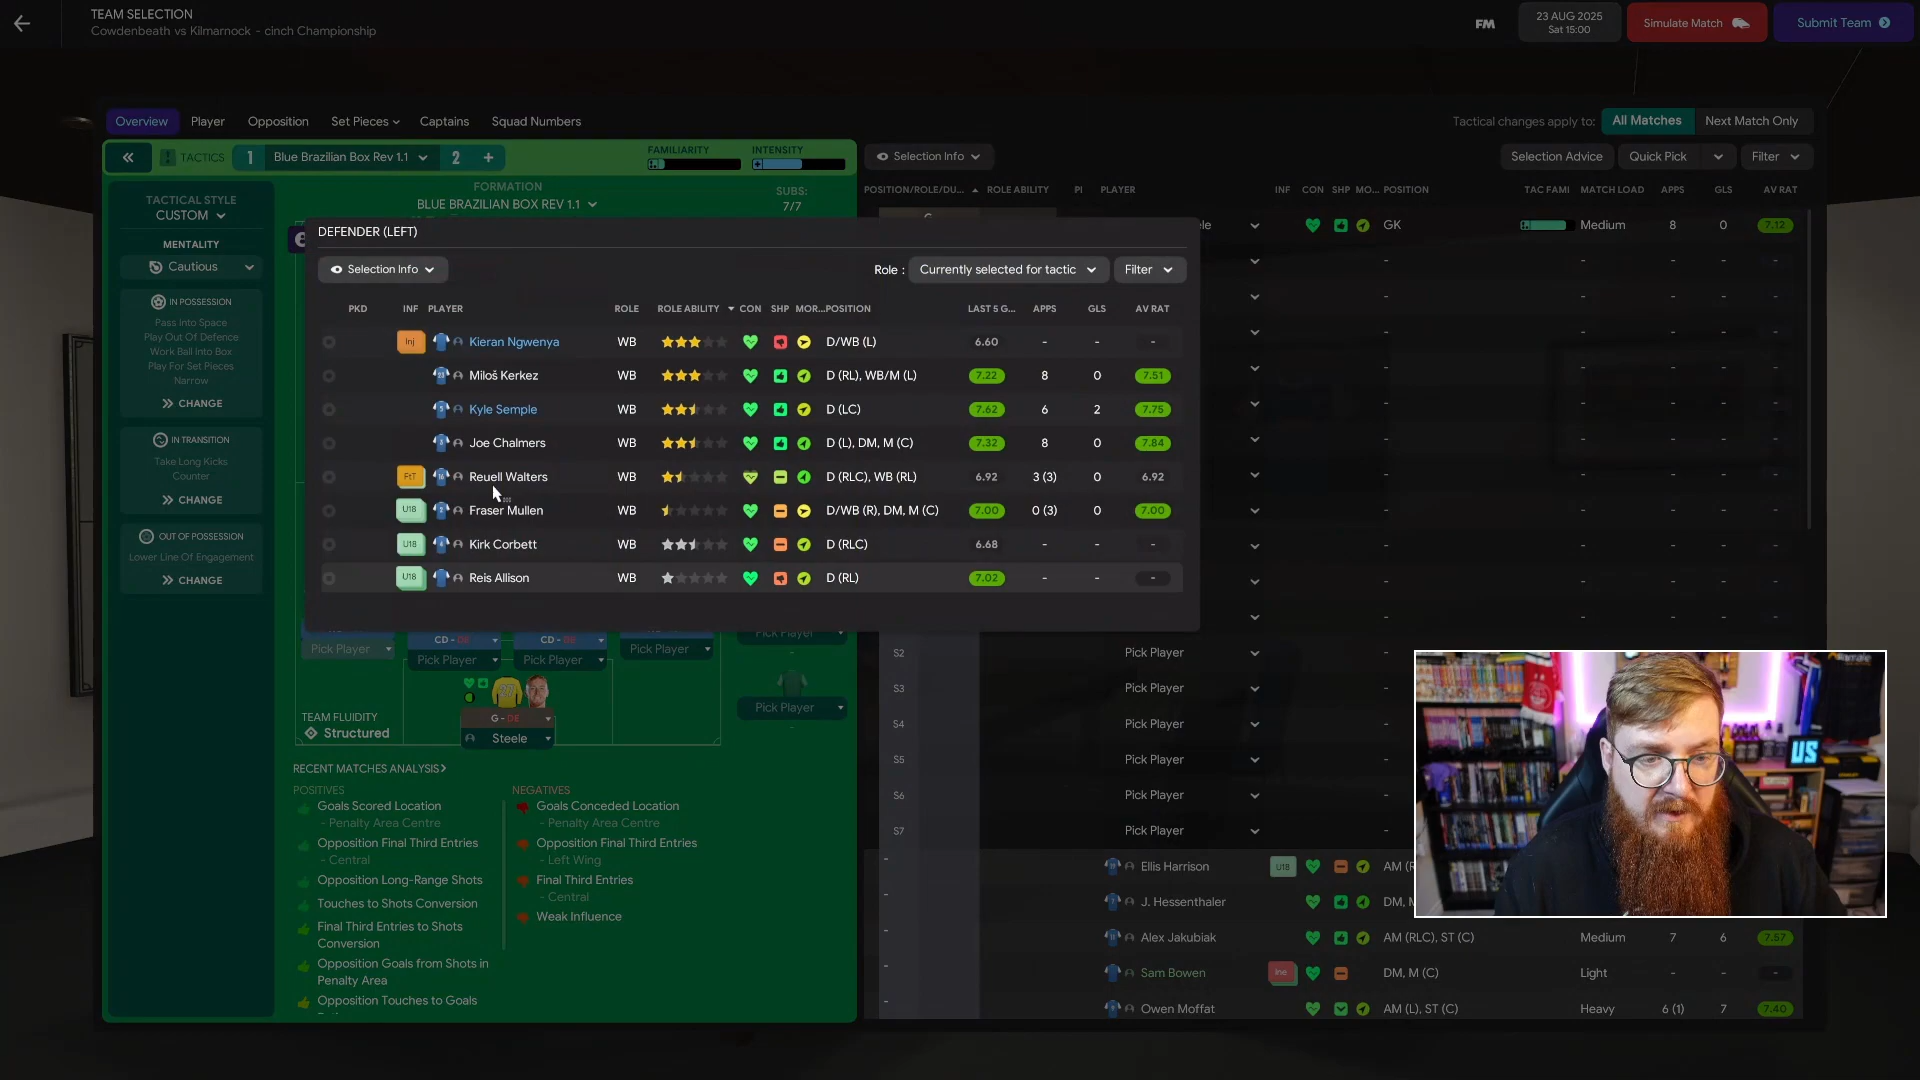 TEAM SELECTION
Cowdenbeath vs Kilmarnock - cinch Championship
FM
23 AUG 2025
Sat 15:00
Simulate Match
Submit Team
Overview
Player
Opposition
Set Pieces
Captains
Squad Numbers
Tactical changes apply to:
All Matches
Next Match Only
TACTICS
1
Blue Brazilian Box Rev 1.1
2
+
FAMILIARITY
INTENSITY
Selection Info
Selection Advice
Quick Pick
Filter
TACTICAL STYLE
CUSTOM
MENTALITY
Cautious
IN POSSESSION
Pass Into Space
Play Out Of Defence
Work Ball Into Box
Play For Set Pieces
Narrow
CHANGE
IN TRANSITION
Take Long Kicks
Counter
CHANGE
OUT OF POSSESSION
Lower Line Of Engagement
CHANGE
FORMATION
BLUE BRAZILIAN BOX REV 1.1
SUBS:
7/7
POSITION/ROLE/DU... ROLE ABILITY PI PLAYER INF CON SHP MO... POSITION TAC FAMI MATCH LOAD APPS GLS AV RAT
GK Medium 8 0 7.12
DEFENDER (LEFT)
Selection Info
Role : Currently selected for tactic
Filter
PKD INF PLAYER ROLE ROLE ABILITY CON SHP MOR... POSITION LAST 5 G... APPS GLS AV RAT
Inj Kieran Ngwenya WB D/WB (L) 6.60 - - -
Miloš Kerkez WB D (RL), WB/M (L) 7.22 8 0 7.51
Kyle Semple WB D (LC) 7.62 6 2 7.75
Joe Chalmers WB D (L), DM, M (C) 7.32 8 0 7.84
FtT Reuell Walters WB D (RLC), WB (RL) 6.92 3 (3) 0 6.92
U18 Fraser Mullen WB D/WB (R), DM, M (C) 7.00 0 (3) 0 7.00
U18 Kirk Corbett WB D (RLC) 6.68 - - -
U18 Reis Allison WB D (RL) 7.02 - - -
CD - DE
CD - DE
Pick Player
Pick Player
Pick Player
Pick Player
Pick Player
Pick Player
G - DE
Steele
TEAM FLUIDITY
Structured
RECENT MATCHES ANALYSIS
POSITIVES
Goals Scored Location
- Penalty Area Centre
Opposition Final Third Entries
- Central
Opposition Long-Range Shots
Touches to Shots Conversion
Final Third Entries to Shots
Conversion
Opposition Goals from Shots in
Penalty Area
Opposition Touches to Goals
NEGATIVES
Goals Conceded Location
- Penalty Area Centre
Opposition Final Third Entries
- Left Wing
Final Third Entries
- Central
Weak Influence
S2 Pick Player
S3 Pick Player
S4 Pick Player
S5 Pick Player
S6 Pick Player
S7 Pick Player
Ellis Harrison U18
J. Hessenthaler
Alex Jakubiak AM (RLC), ST (C) Medium 7 6 7.57
Sam Bowen Ine DM, M (C) Light - - -
Owen Moffat AM (L), ST (C) Heavy 6 (1) 7 7.40
US